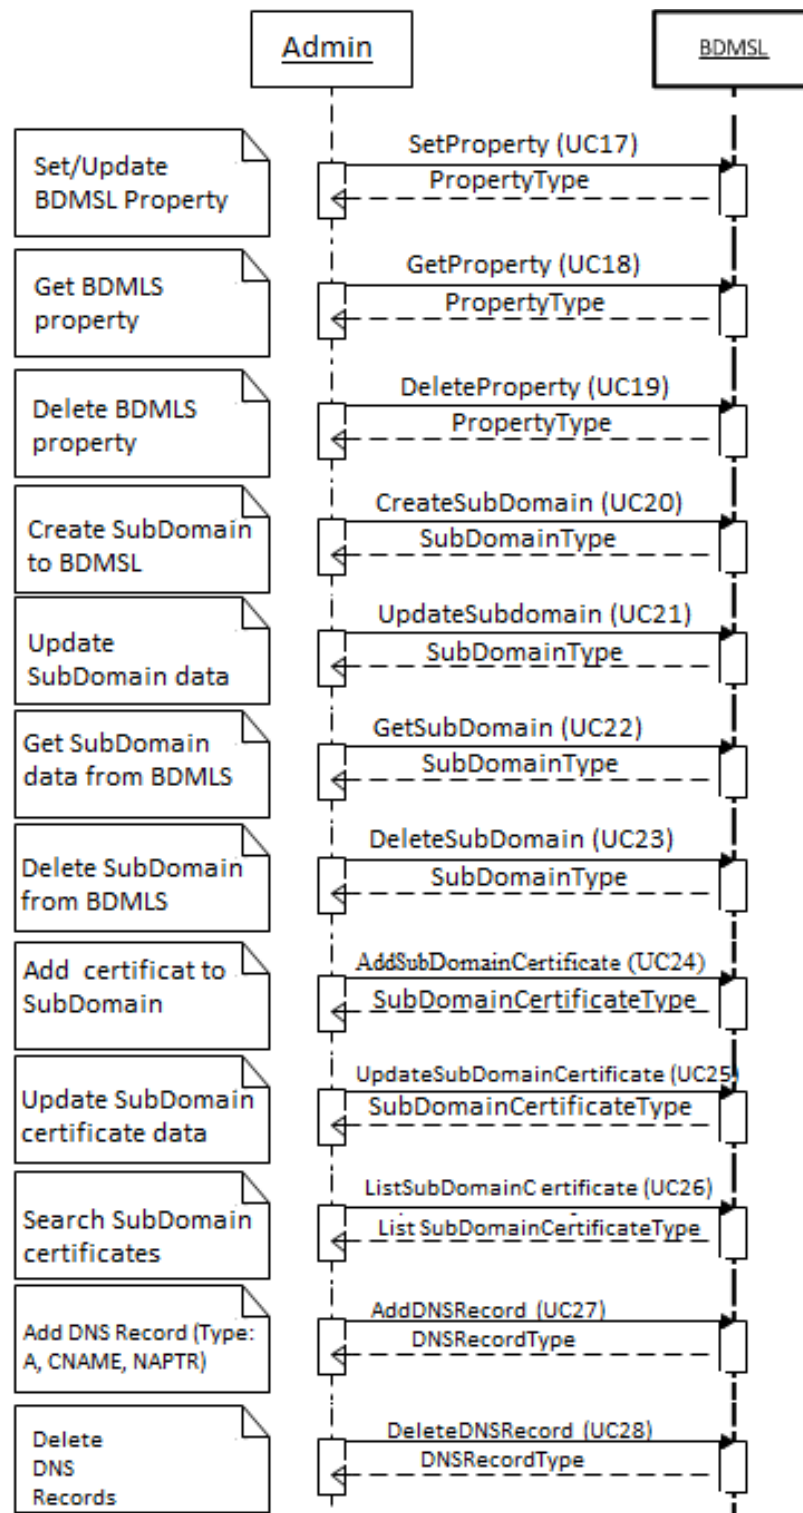 Admin
BDMSL
Set/Update
BDMSL Property
SetProperty (UC17)
PropertyType
Get BDMLS
property
GetProperty (UC18)
PropertyType
Delete BDMLS
property
DeleteProperty (UC19)
PropertyType
Create SubDomain
to BDMSL
CreateSubDomain (UC20)
SubDomainType
Update
SubDomain data
UpdateSubdomain (UC21)
SubDomainType
Get SubDomain
data from BDMLS
GetSubDomain (UC22)
SubDomainType
Delete SubDomain
from BDMLS
DeleteSubDomain (UC23)
SubDomainType
Add certificat to
SubDomain
AddSubDomainCertificate (UC24)
SubDomainCertificateType
Update SubDomain
certificate data
UpdateSubDomainCertificate (UC25)
SubDomainCertificateType
Search SubDomain
certificates
ListSubDomainC ertificate (UC26)
List SubDomainCertificateType
Add DNS Record (Type:
A, CNAME, NAPTR)
AddDNSRecord (UC27)
DNSRecordType
Delete
DNS
Records
DeleteDNSRecord (UC28)
DNSRecordType